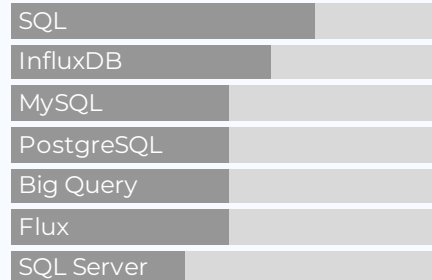 SQL
InfluxDB
MySQL
PostgreSQL
Big Query
Flux
SQL Server